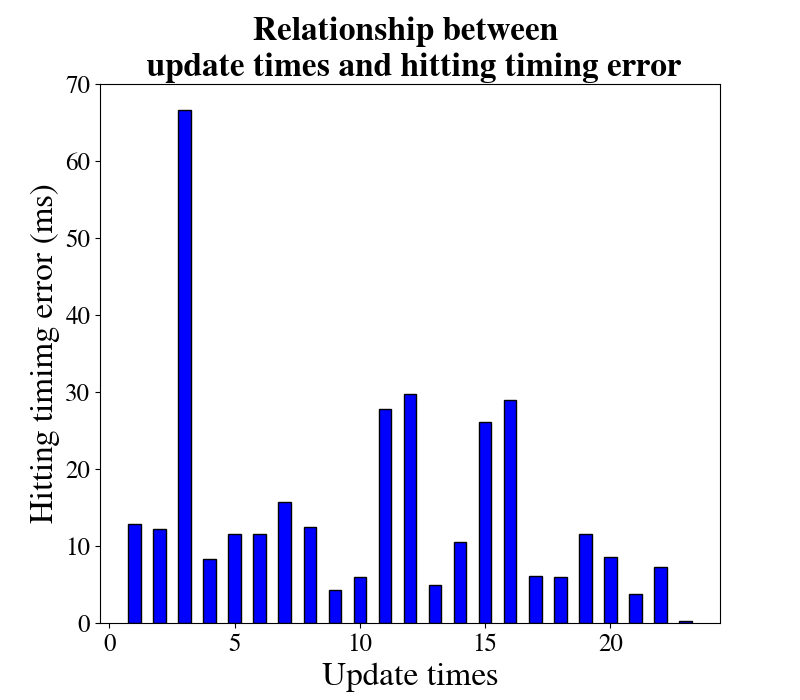 Relationship between
update times and hitting timing error
70
60
50
40
30
20
10
0
Hitting timimg error (ms)
0 5 10 15 20
Update times